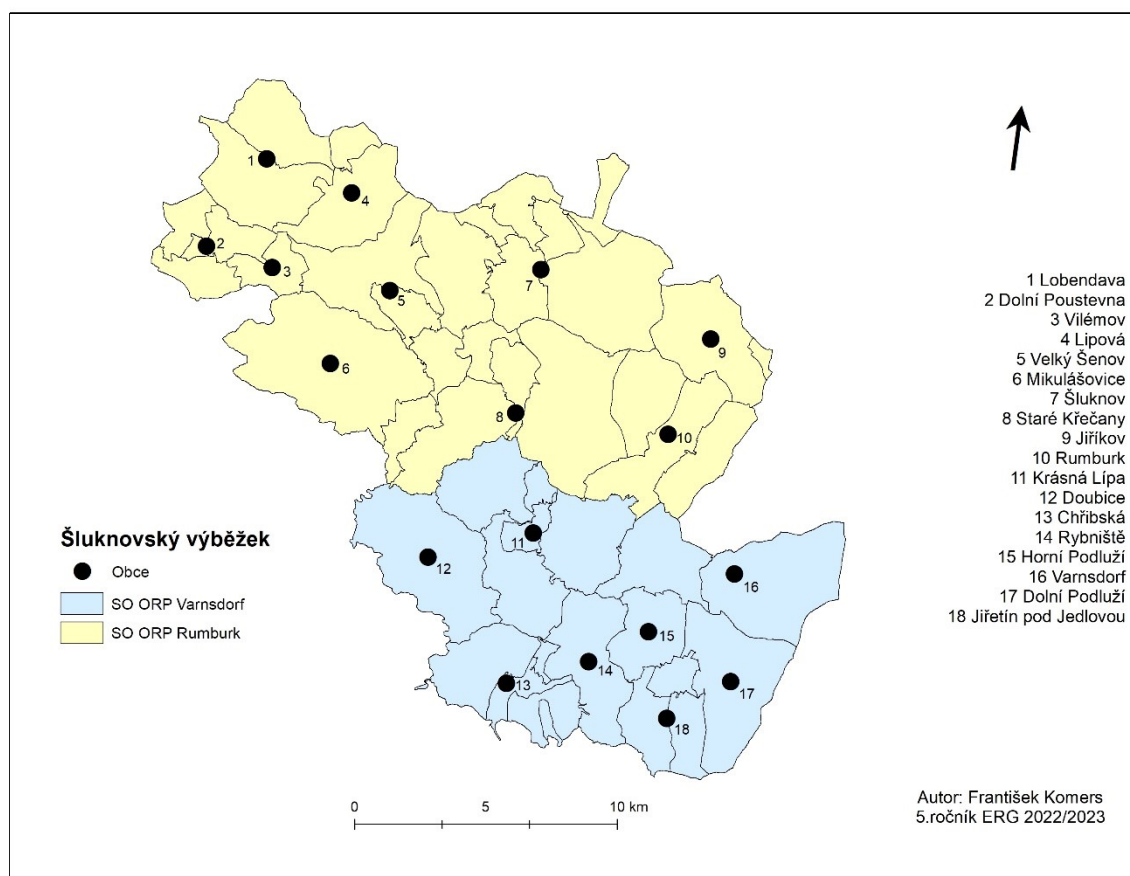 1
4
2
3
5
7
6
9
8
10
11
12
16
15
14
13
17
18
1 Lobendava
2 Dolní Poustevna
3 Vilémov
4 Lipová
5 Velký Šenov
6 Mikulášovice
7 Šluknov
8 Staré Křečany
9 Jiříkov
10 Rumburk
11 Krásná Lípa
12 Doubice
13 Chřibská
14 Rybniště
15 Horní Podluží
16 Varnsdorf
17 Dolní Podluží
18 Jiřetín pod Jedlovou
Šluknovský výběžek
Obce
SO ORP Varnsdorf
SO ORP Rumburk
0 5 10 km
Autor: František Komers
5.ročník ERG 2022/2023